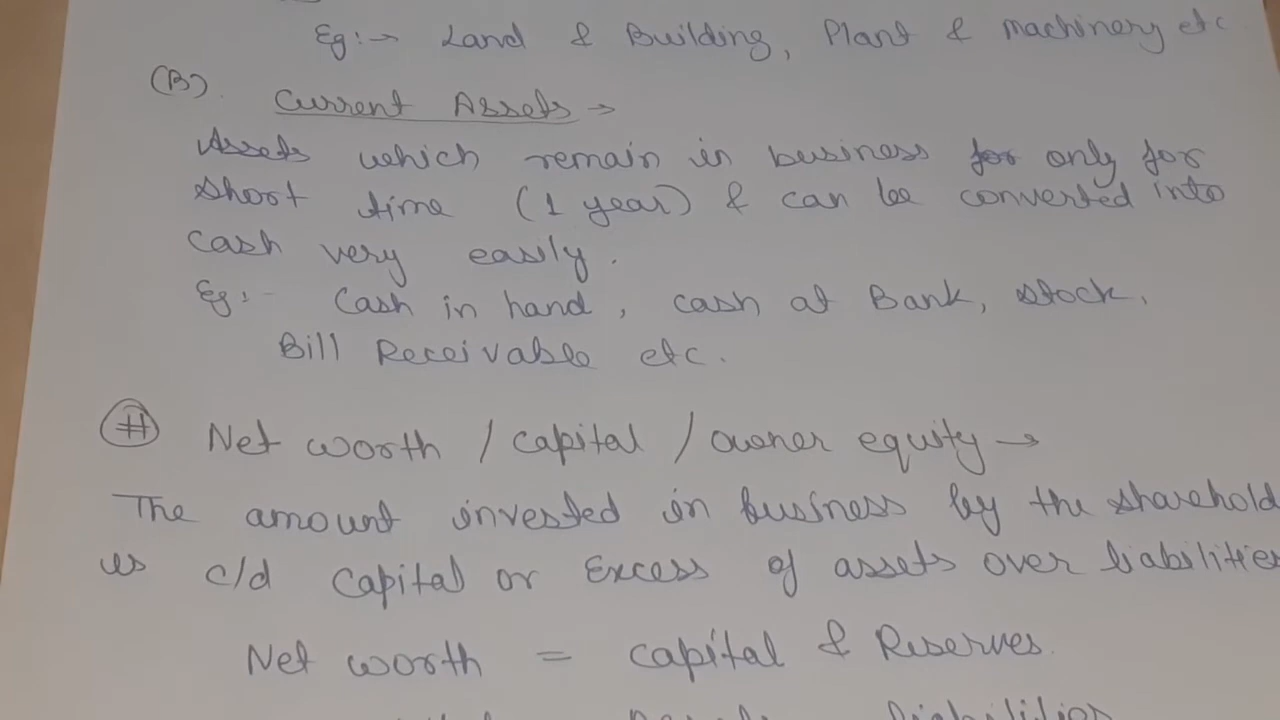 Eg:→ Land & Building, Plant & machinery etc
(B). Current Assets →
Assets which remain in business for only for
short time (1 year) & can be converted into
cash very easily.
Eg:- Cash in hand, cash at Bank, stock,
Bill Receivable etc.
# Net worth / capital / owner equity →
The amount invested in business by the sharehold
is c/d capital or Excess of assets over liabilities
Net worth = capital & Reserves.
liabilities